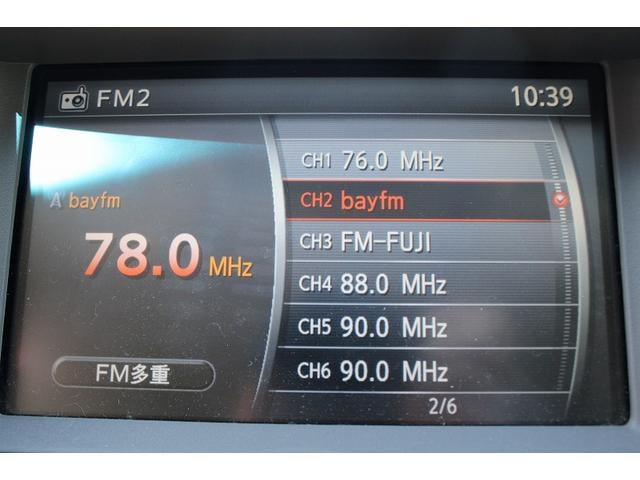 FM2
10:39
A bayfm
78.0 MHz
FM多重
CH1 76.0 MHz
CH2 bayfm
CH3 FM-FUJI
CH4 88.0 MHz
CH5 90.0 MHz
CH6 90.0 MHz
2/6